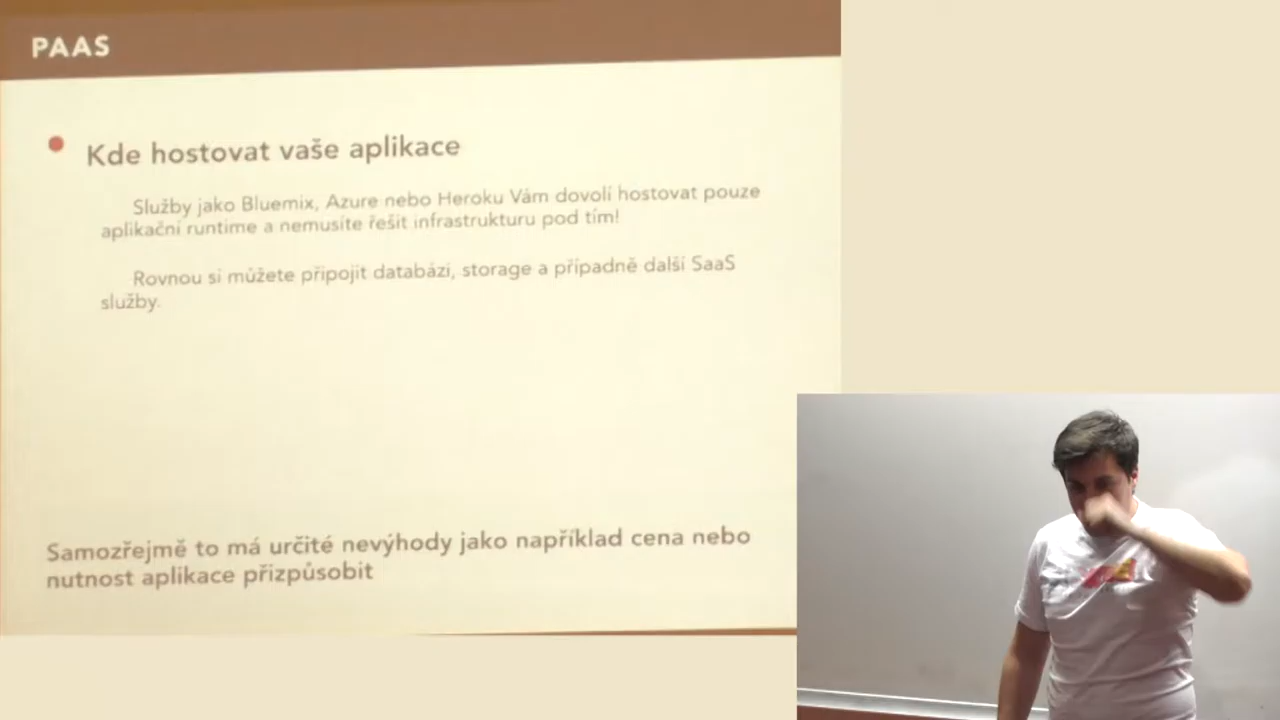 PAAS
Kde hostovat vaše aplikace
Služby jako Bluemix, Azure nebo Heroku Vám dovolí hostovat pouze
aplikační runtime a nemusíte řešit infrastrukturu pod tím!
Rovnou si můžete připojit databázi, storage a případně další SaaS
služby.
Samozřejmě to má určité nevýhody jako například cena nebo
nutnost aplikace přizpůsobit